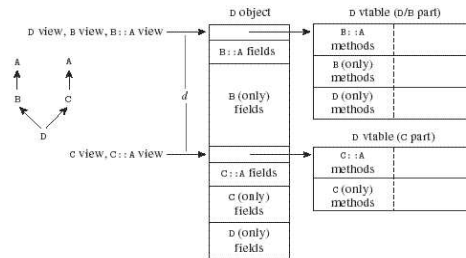 D object
D vtable (D/B part)
D view, B view, B::A view
B::A
methods
B::A fields
B (only)
methods
A A
B (only)
fields
D (only)
methods
B C
d
D
D vtable (C part)
C view, C::A view
C::A
methods
C::A fields
C (only)
fields
C (only)
methods
D (only)
fields